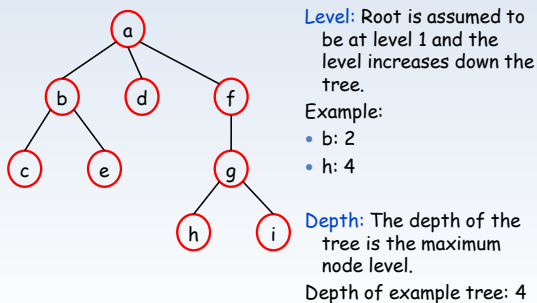 a
b
d
f
c
e
g
h
i
Level: Root is assumed to
be at level 1 and the
level increases down the
tree.
Example:
• b: 2
• h: 4
Depth: The depth of the
tree is the maximum
node level.
Depth of example tree: 4